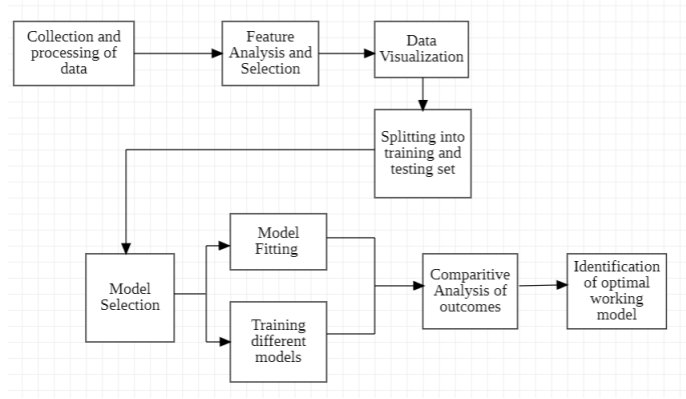 Collection and
processing of
data
Feature
Analysis and
Selection
Data
Visualization
Splitting into
training and
testing set
Model
Selection
Model
Fitting
Training
different
models
Comparitive
Analysis of
outcomes
Identification
of optimal
working
model